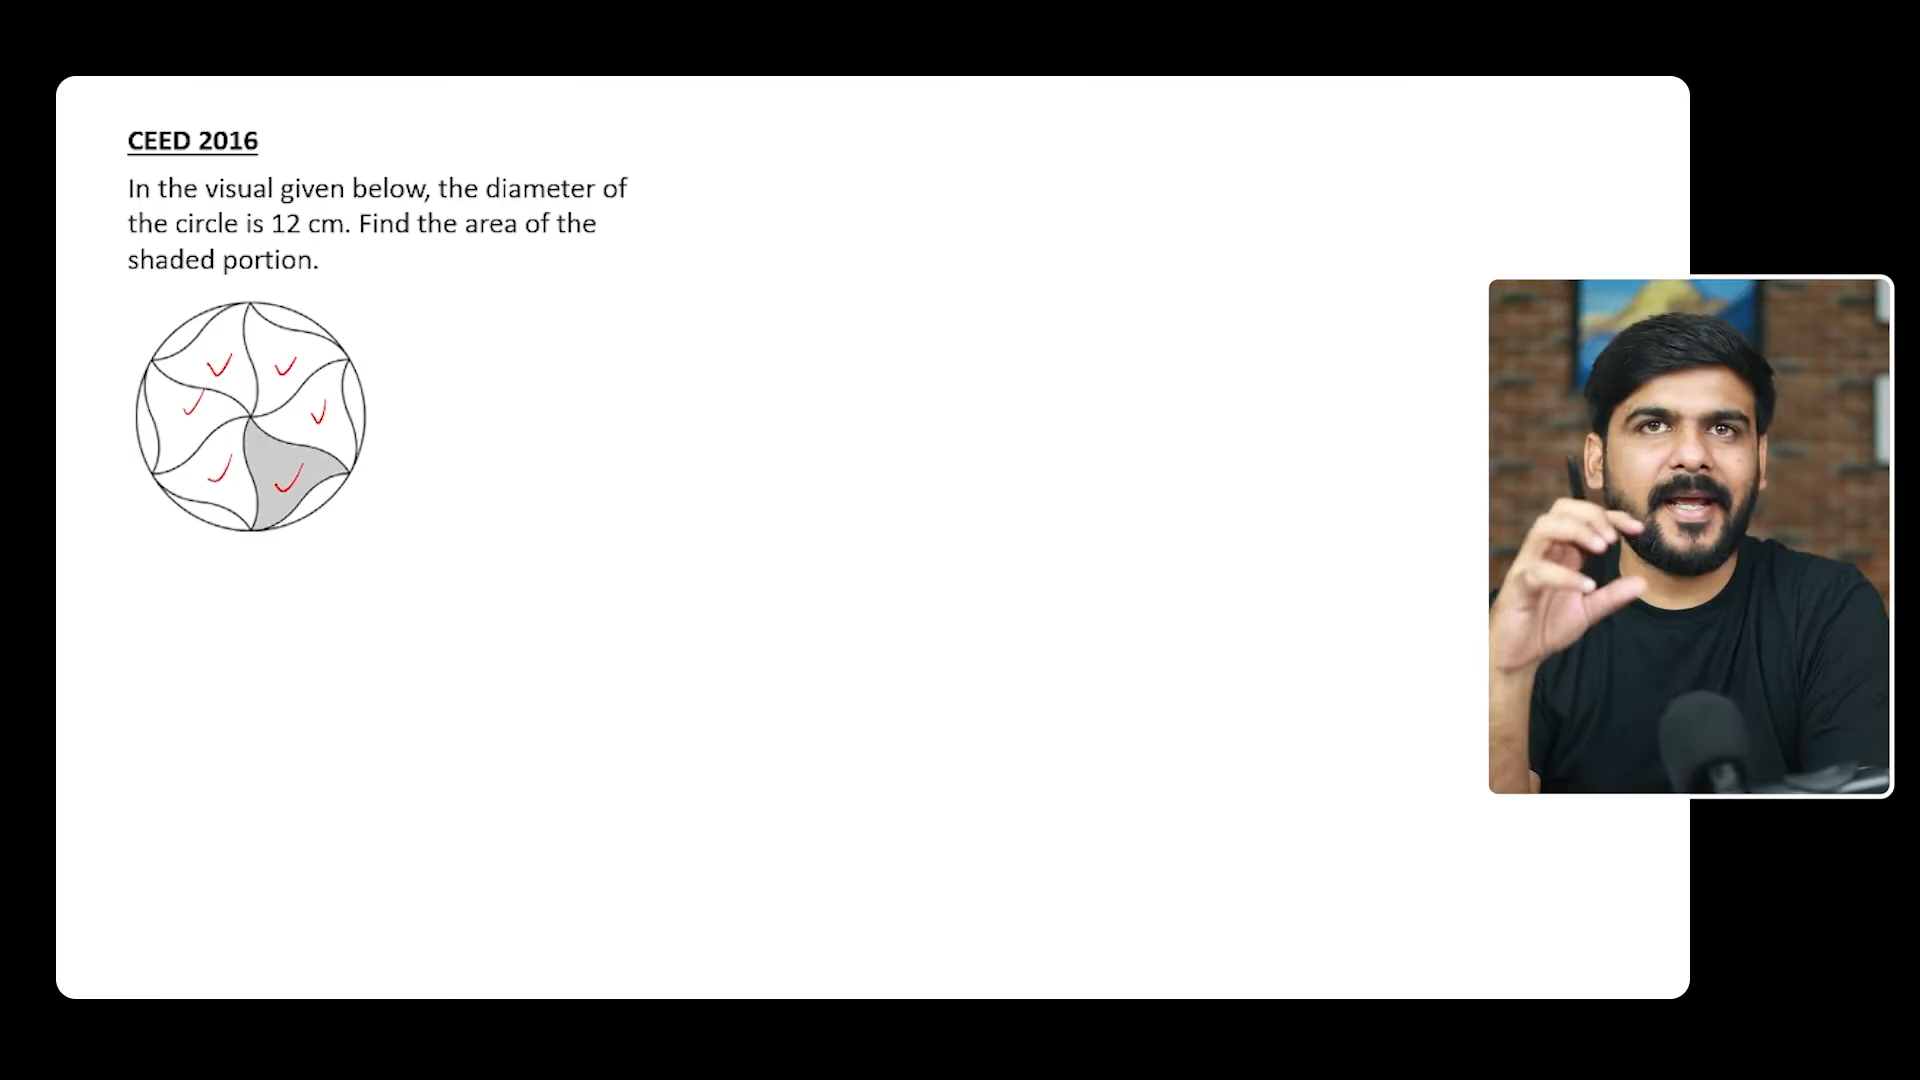 CEED 2016
In the visual given below, the diameter of
the circle is 12 cm. Find the area of the
shaded portion.